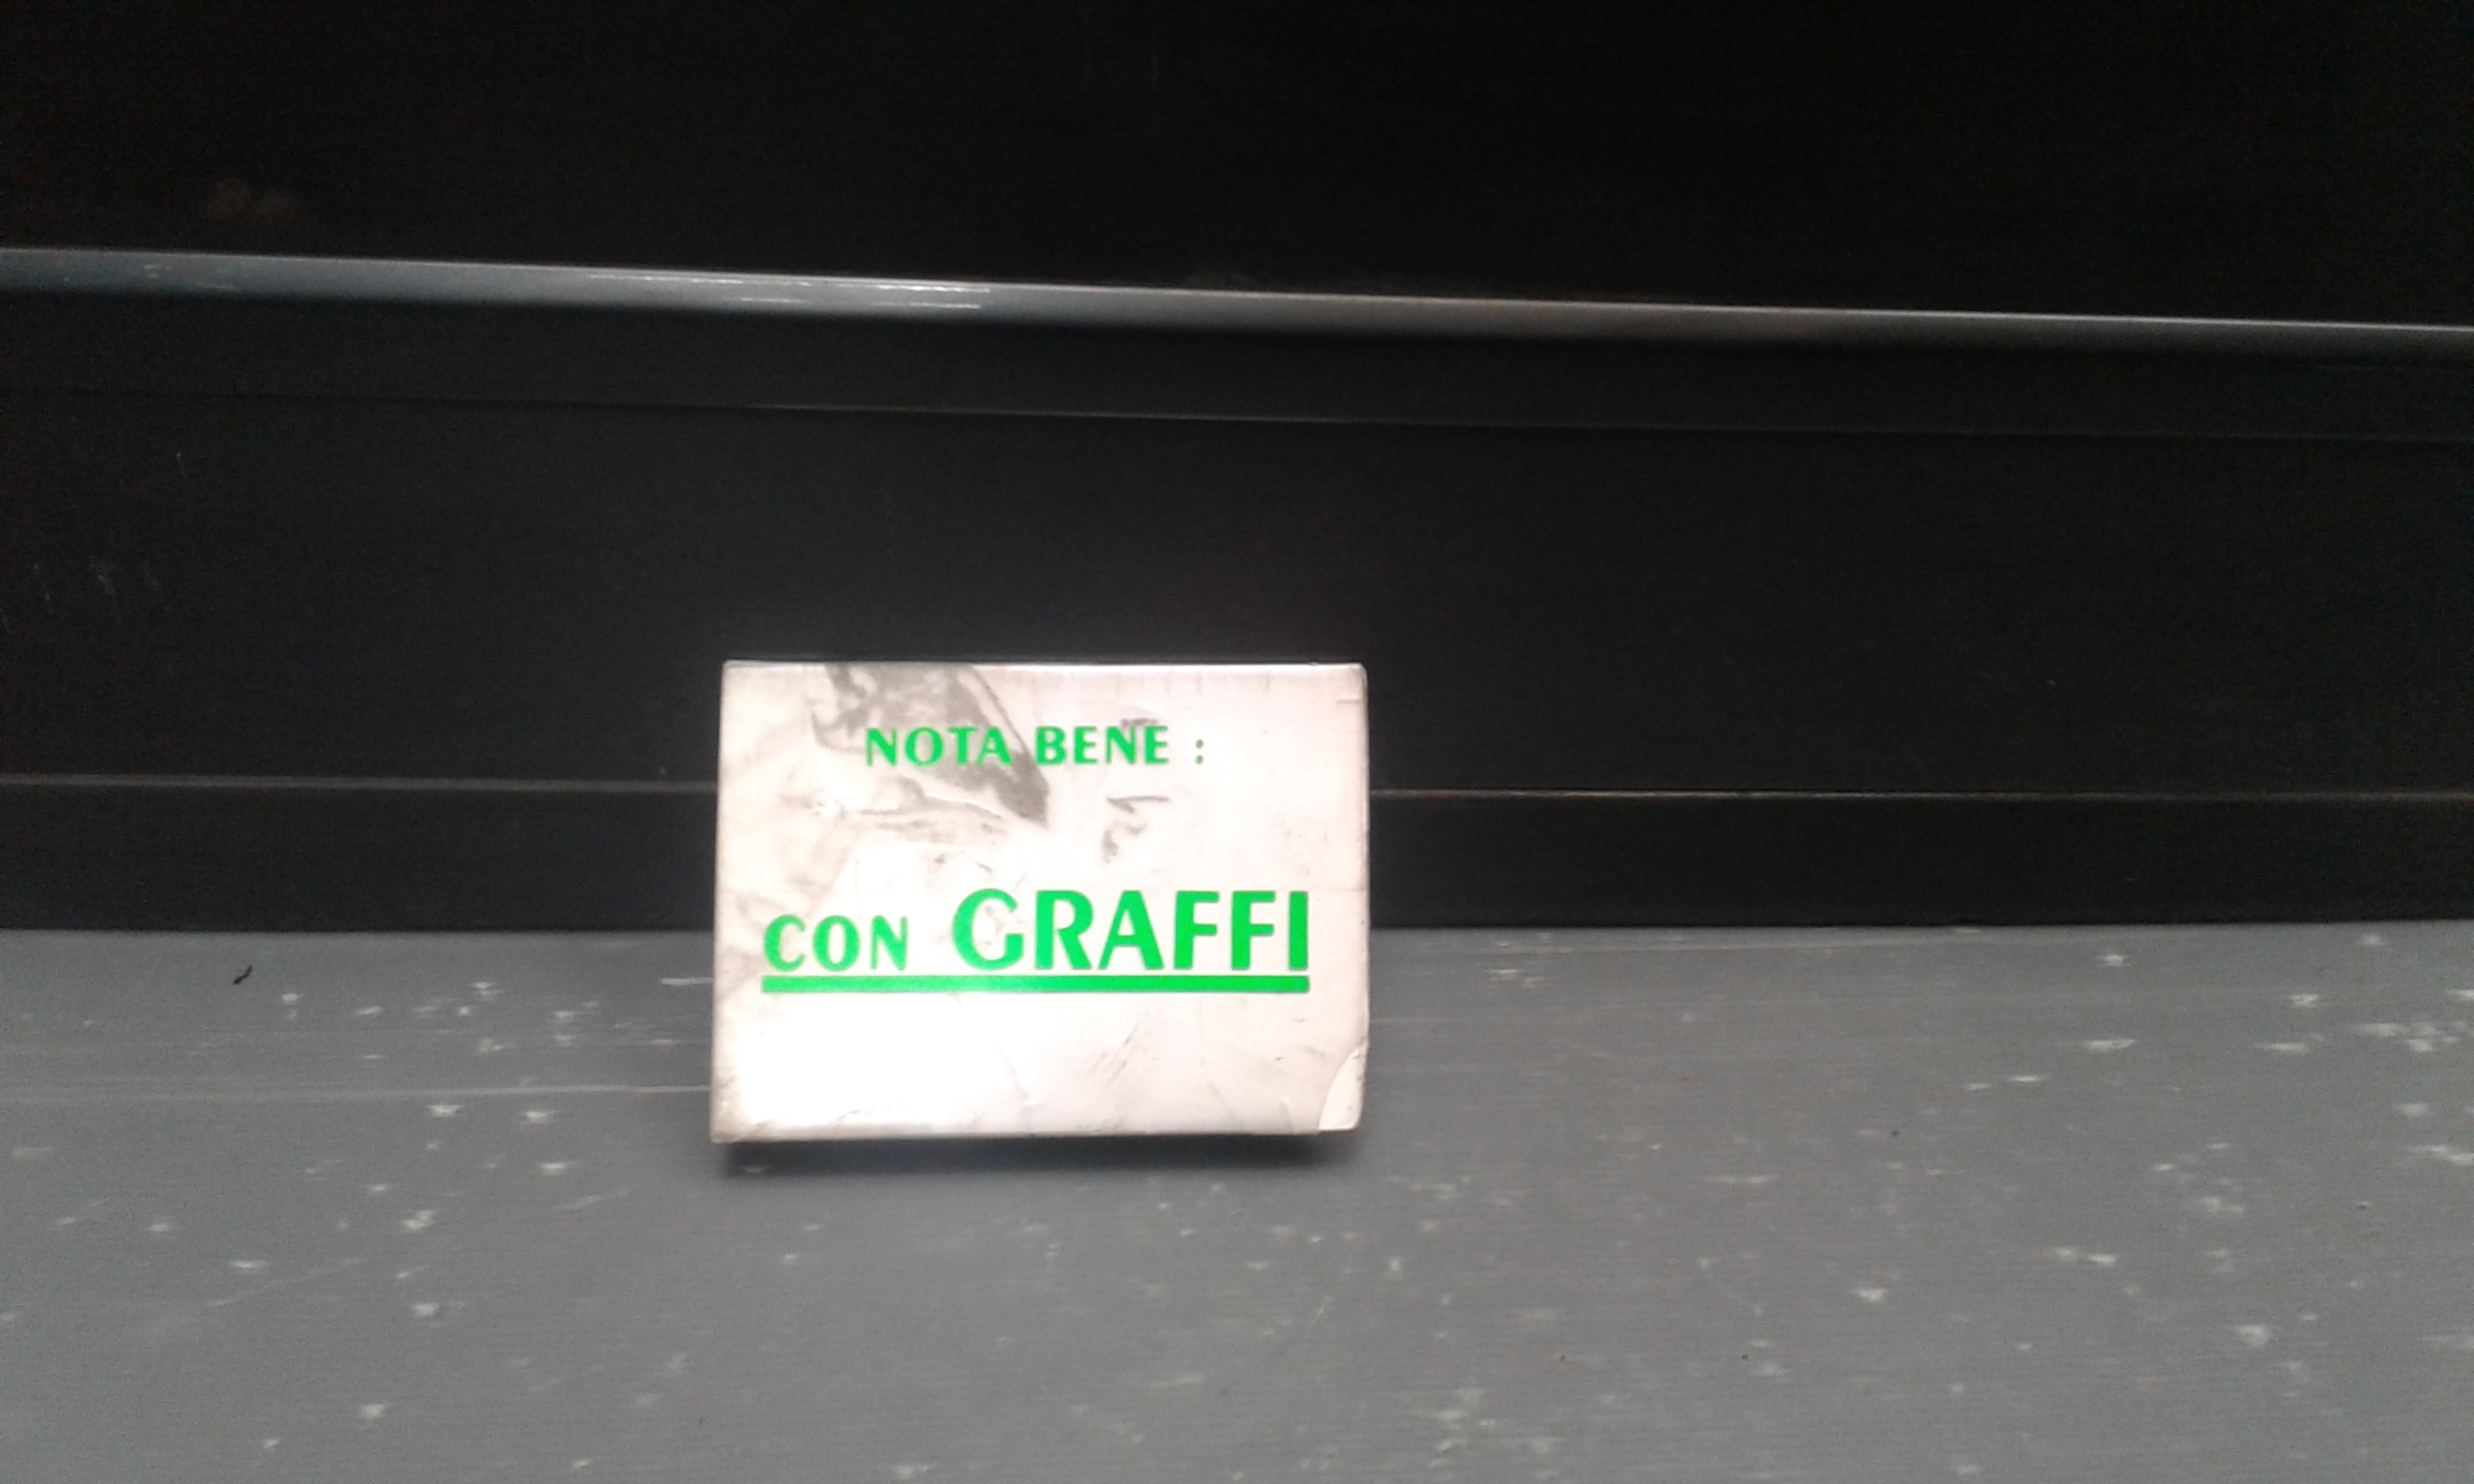 NOTA BENE :
CON GRAFFI